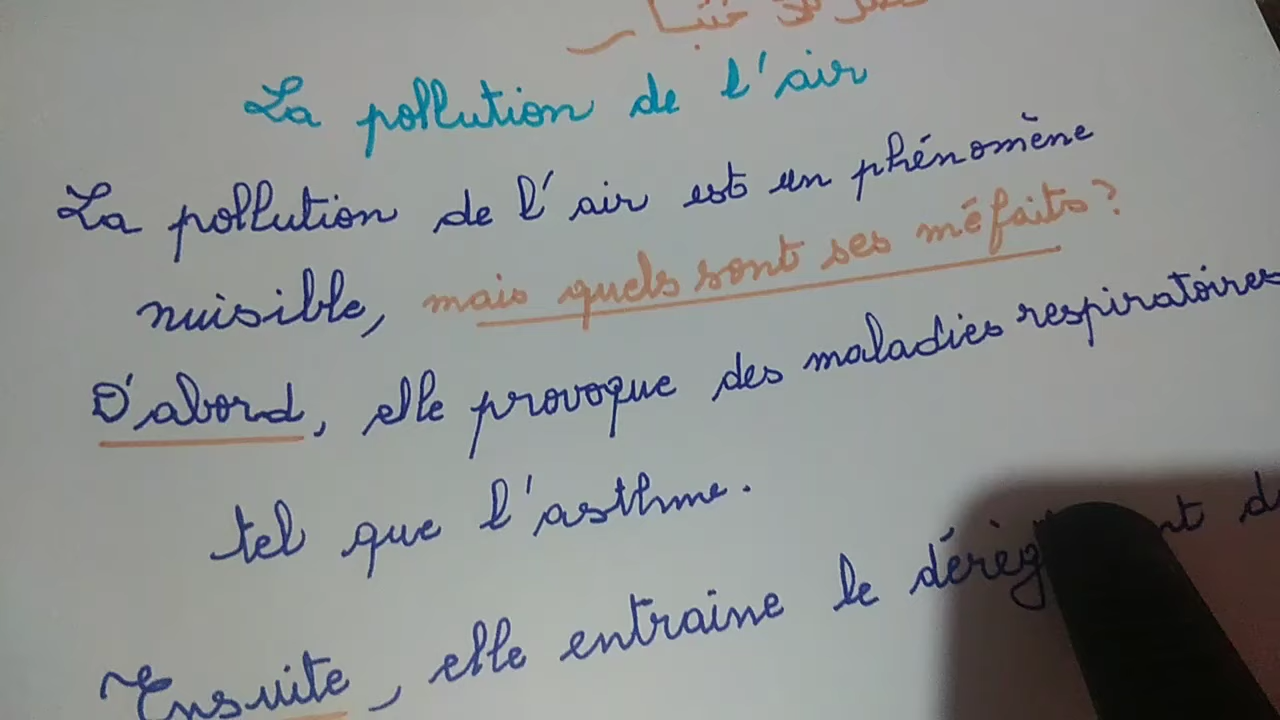 La pollution de l'air
La pollution de l'air est un phénomène
nuisible, mais quels sont ses méfaits?
D'abord, elle provoque des maladies respiratoires
tel que l'asthme.
Ensuite, elle entraine le